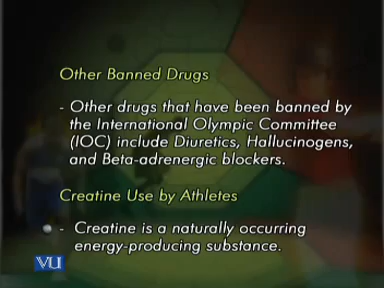 Other Banned Drugs
- Other drugs that have been banned by
the International Olympic Committee
(IOC) include Diuretics, Hallucinogens,
and Beta-adrenergic blockers.
Creatine Use by Athletes
- Creatine is a naturally occurring
energy-producing substance.
VU